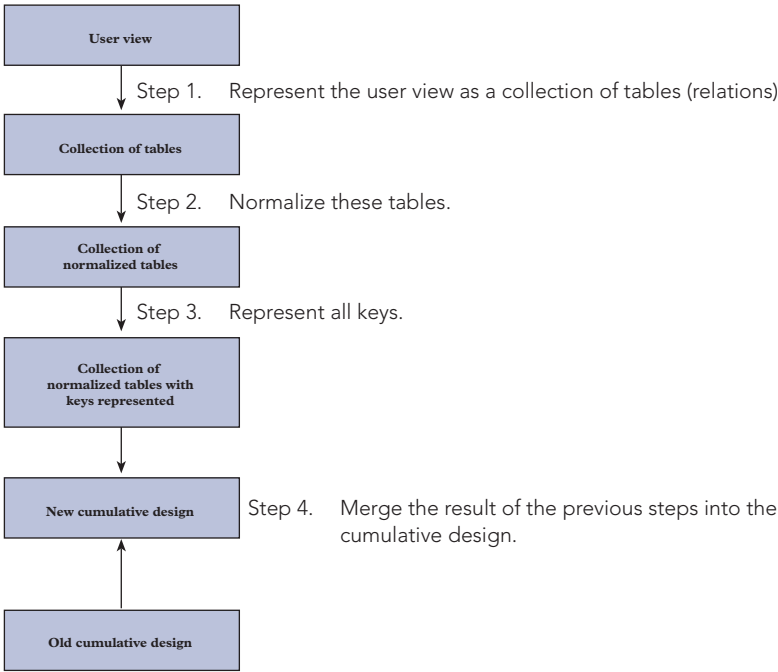 User view
Step 1. Represent the user view as a collection of tables (relations)
Collection of tables
Step 2. Normalize these tables.
Collection of
normalized tables
Step 3. Represent all keys.
Collection of
normalized tables with
keys represented
New cumulative design
Step 4. Merge the result of the previous steps into the
cumulative design.
Old cumulative design